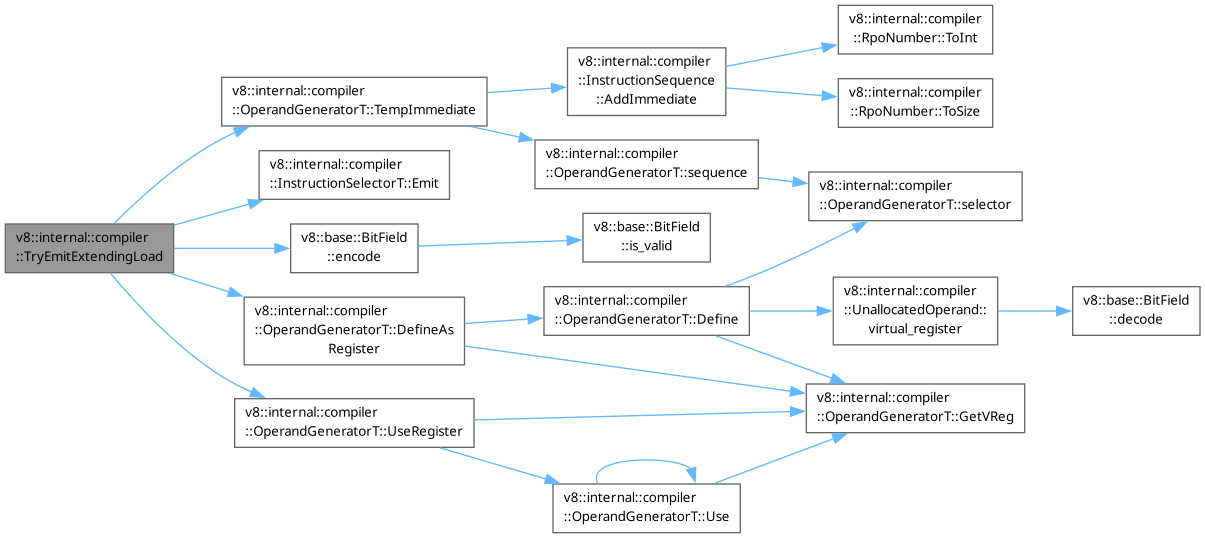 v8::internal::compiler
::TryEmitExtendingLoad
v8::internal::compiler
::OperandGeneratorT::TempImmediate
v8::internal::compiler
::InstructionSelectorT::Emit
v8::base::BitField
::encode
v8::internal::compiler
::OperandGeneratorT::DefineAs
Register
v8::internal::compiler
::OperandGeneratorT::UseRegister
v8::internal::compiler
::InstructionSequence
::AddImmediate
v8::internal::compiler
::OperandGeneratorT::sequence
v8::base::BitField
::is_valid
v8::internal::compiler
::OperandGeneratorT::Define
v8::internal::compiler
::OperandGeneratorT::Use
v8::internal::compiler
::RpoNumber::ToInt
v8::internal::compiler
::RpoNumber::ToSize
v8::internal::compiler
::OperandGeneratorT::selector
v8::internal::compiler
::UnallocatedOperand::
virtual_register
v8::internal::compiler
::OperandGeneratorT::GetVReg
v8::base::BitField
::decode